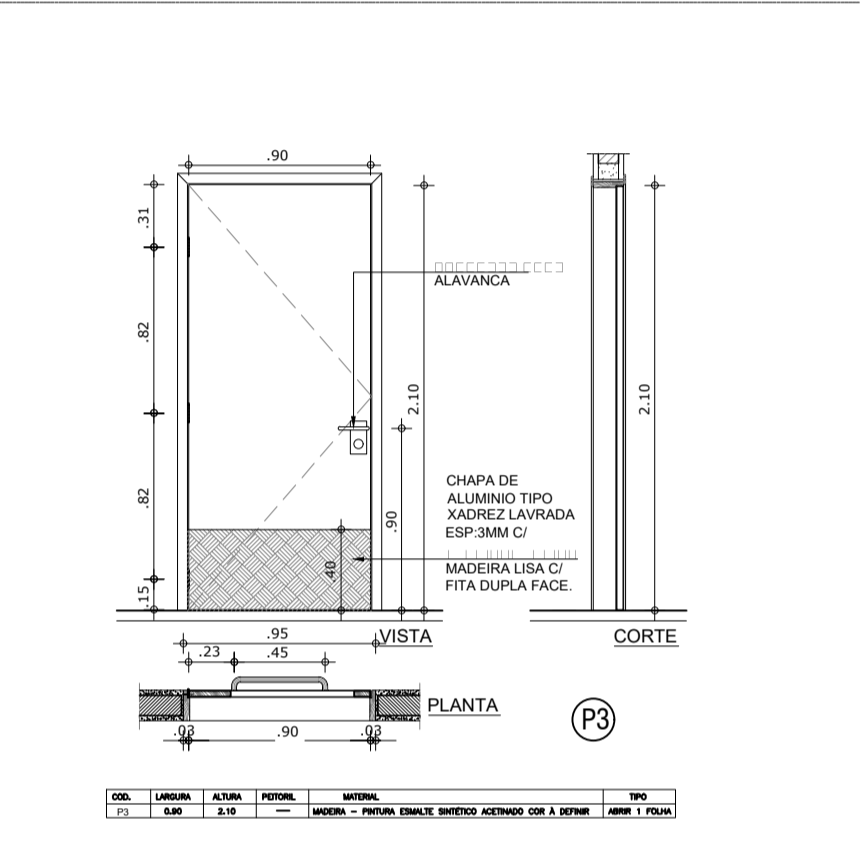 .90
.31
ALAVANCA
.82
2.10
2.10
CHAPA DE
ALUMINIO TIPO
XADREZ LAVRADA
ESP:3MM C/
.82
.90
MADEIRA LISA C/
FITA DUPLA FACE.
.40
.15
VISTA
CORTE
.95
.23
.45
PLANTA
P3
.03
.90
.03
COD. LARGURA ALTURA PEITORIL MATERIAL TIPO
P3 0.90 2.10 — MADEIRA – PINTURA ESMALTE SINTÉTICO ACETINADO COR À DEFINIR ABRIR 1 FOLHA